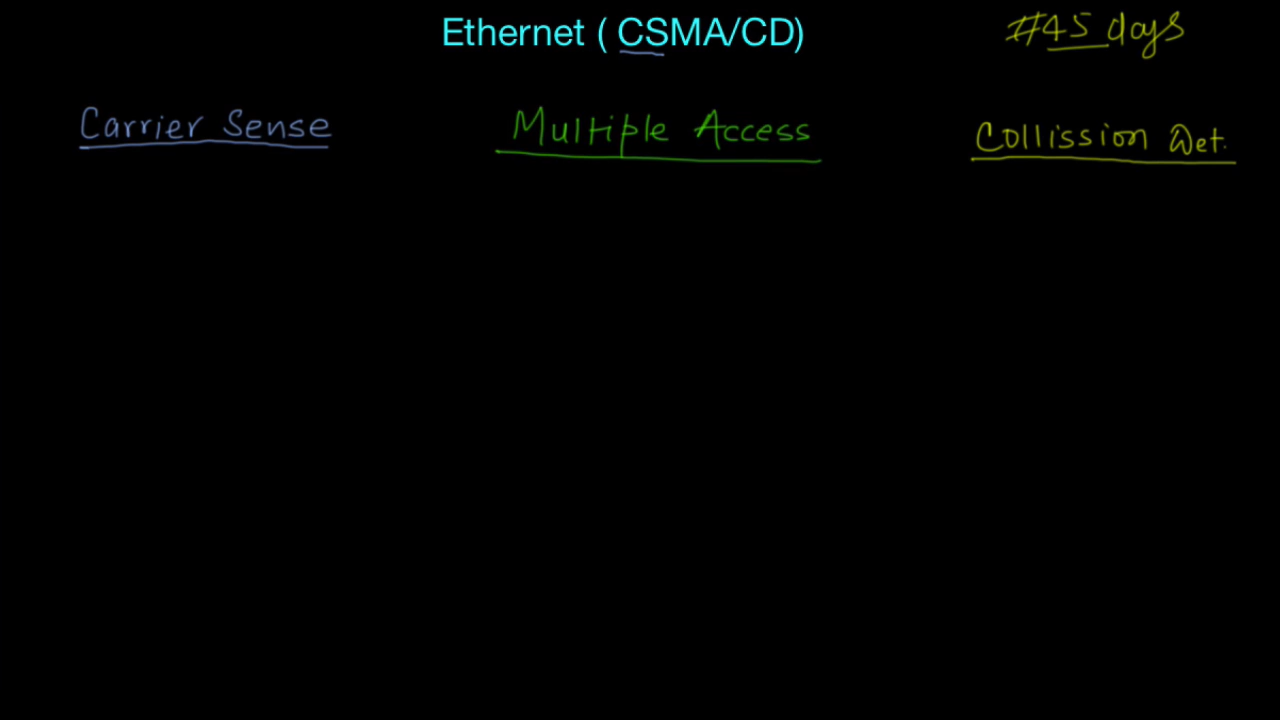 Ethernet ( CSMA/CD)
#45 days
Carrier Sense
Multiple Access
Collission Det.